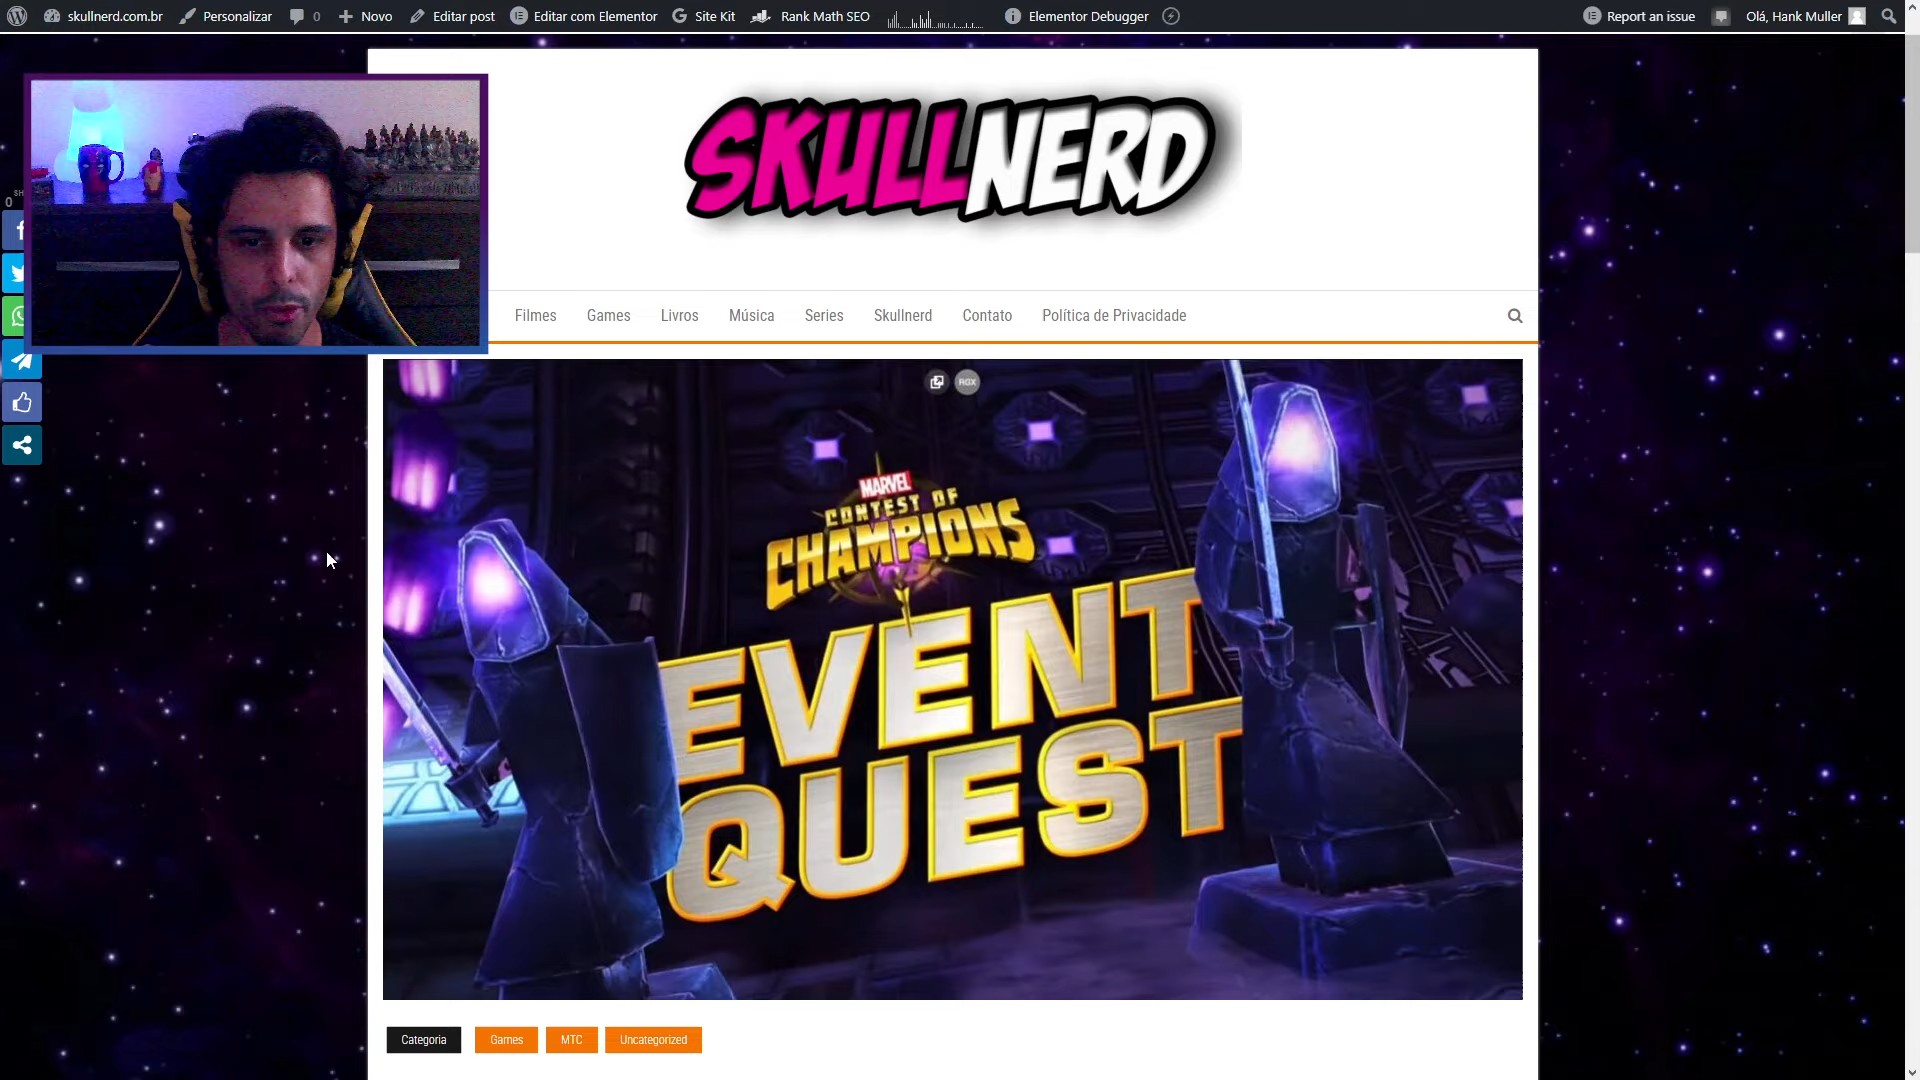 skullnerd.com.br Personalizar 0 Novo Editar post Editar com Elementor Site Kit Rank Math SEO Elementor Debugger Report an issue Olá, Hank Muller
SKULLNERD
0
Filmes Games Livros Música Series Skullnerd Contato Política de Privacidade
RGX
MARVEL
CONTEST OF
CHAMPIONS
EVENT
QUEST
Categoria Games MTC Uncategorized